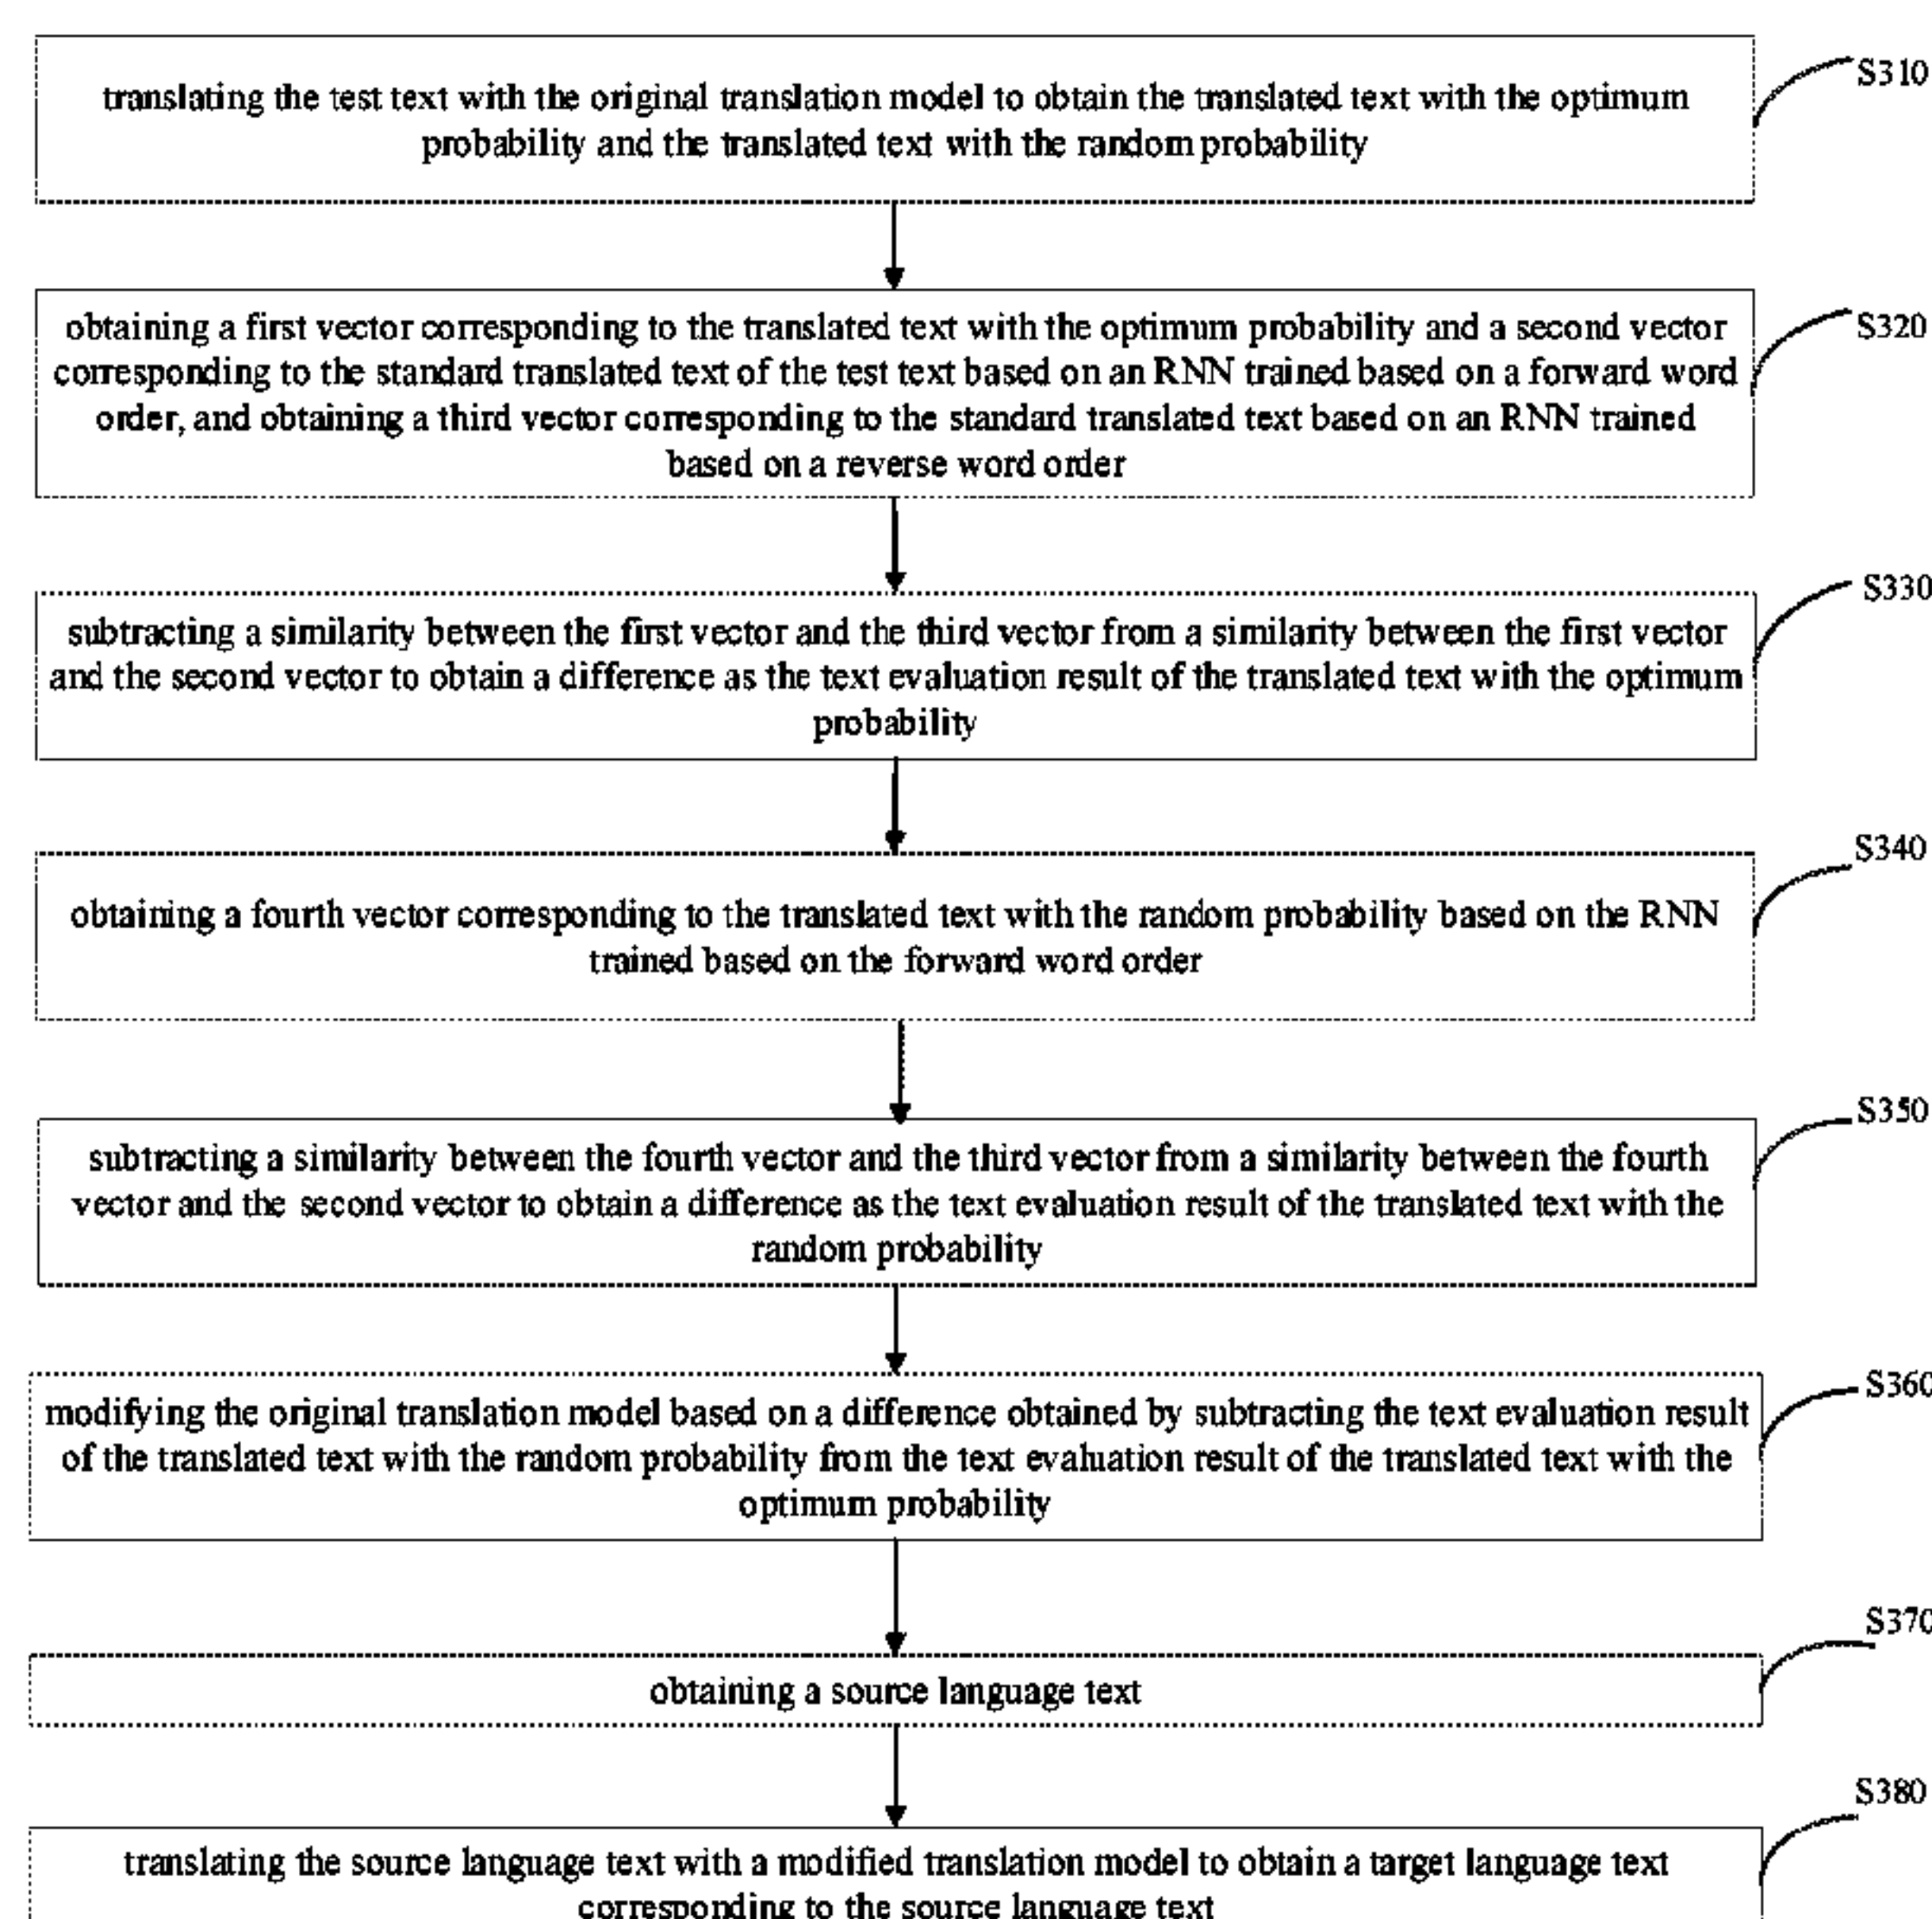 translating the test text with the original translation model to obtain the translated text with the optimum
probability and the translated text with the random probability
S310
obtaining a first vector corresponding to the translated text with the optimum probability and a second vector
corresponding to the standard translated text of the test text based on an RNN trained based on a forward word
order, and obtaining a third vector corresponding to the standard translated text based on an RNN trained
based on a reverse word order
S320
subtracting a similarity between the first vector and the third vector from a similarity between the first vector
and the second vector to obtain a difference as the text evaluation result of the translated text with the optimum
probability
S330
obtaining a fourth vector corresponding to the translated text with the random probability based on the RNN
trained based on the forward word order
S340
subtracting a similarity between the fourth vector and the third vector from a similarity between the fourth
vector and the second vector to obtain a difference as the text evaluation result of the translated text with the
random probability
S350
modifying the original translation model based on a difference obtained by subtracting the text evaluation result
of the translated text with the random probability from the text evaluation result of the translated text with the
optimum probability
S360
obtaining a source language text
S370
translating the source language text with a modified translation model to obtain a target language text
corresponding to the source language text
S380